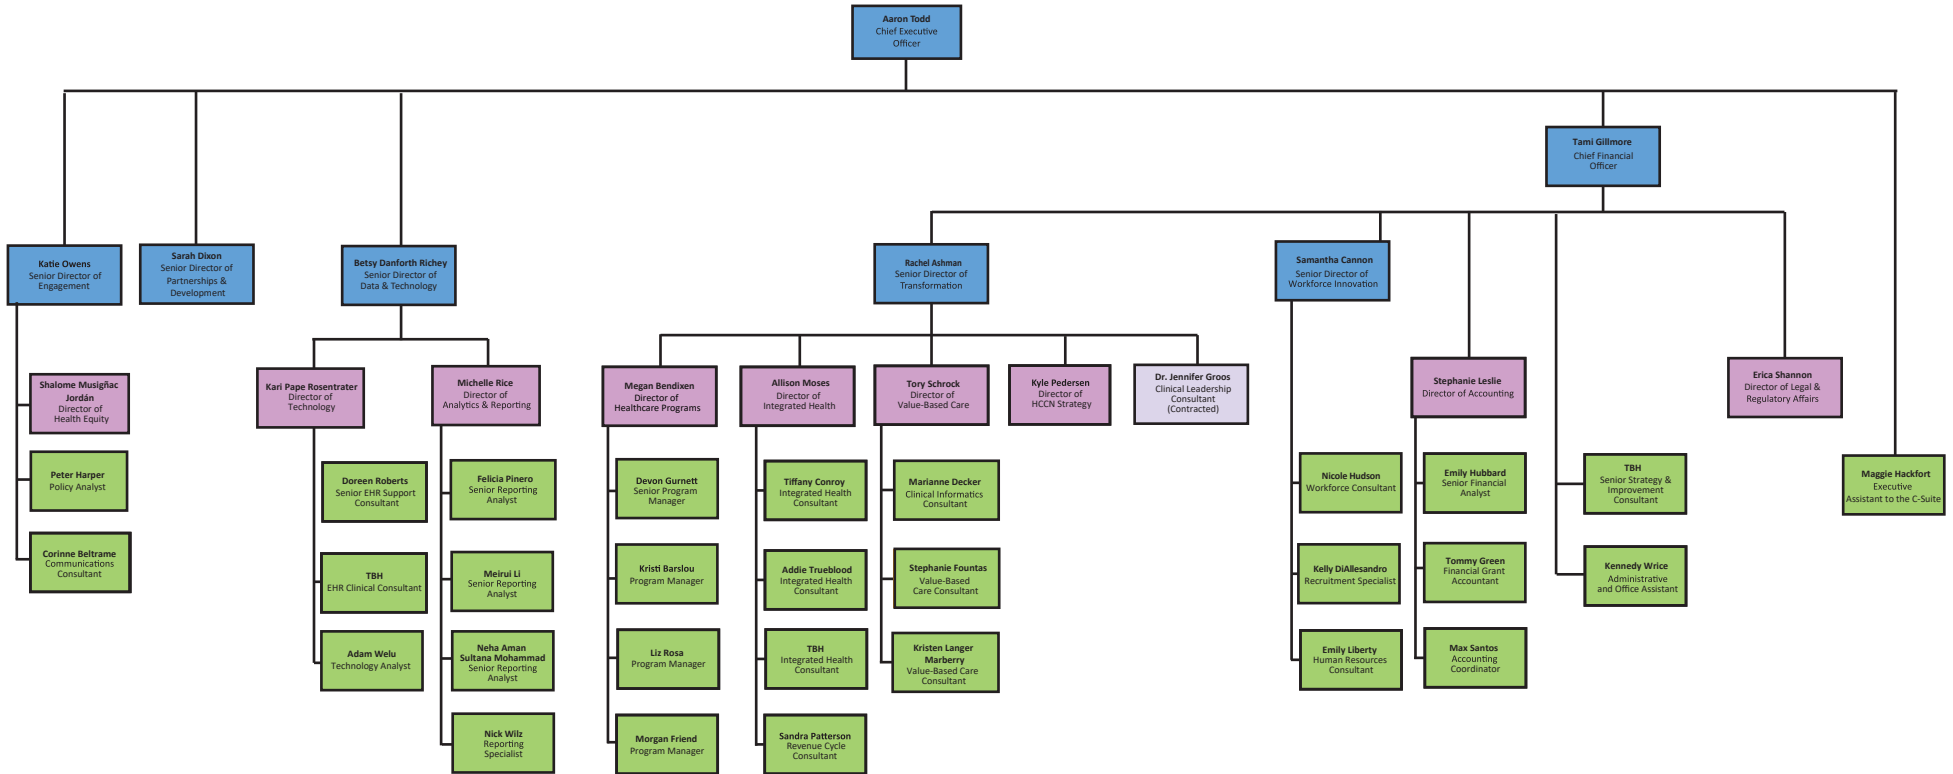 Aaron Todd
Chief Executive
Officer
Tami Gillmore
Chief Financial
Officer
Katie Owens
Senior Director of
Engagement
Sarah Dixon
Senior Director of
Partnerships &
Development
Betsy Danforth Richey
Senior Director of
Data & Technology
Rachel Ashman
Senior Director of
Transformation
Samantha Cannon
Senior Director of
Workforce Innovation
Shalome Musigñac
Jordán
Director of
Health Equity
Kari Pape Rosentrater
Director of
Technology
Michelle Rice
Director of
Analytics & Reporting
Megan Bendixen
Director of
Healthcare Programs
Allison Moses
Director of
Integrated Health
Tory Schrock
Director of
Value-Based Care
Kyle Pedersen
Director of
HCCN Strategy
Dr. Jennifer Groos
Clinical Leadership
Consultant
(Contracted)
Stephanie Leslie
Director of Accounting
Erica Shannon
Director of Legal &
Regulatory Affairs
Peter Harper
Policy Analyst
Corinne Beltrame
Communications
Consultant
Doreen Roberts
Senior EHR Support
Consultant
TBH
EHR Clinical Consultant
Adam Welu
Technology Analyst
Felicia Pinero
Senior Reporting
Analyst
Meirui Li
Senior Reporting
Analyst
Neha Aman
Sultana Mohammad
Senior Reporting
Analyst
Nick Wilz
Reporting
Specialist
Devon Gurnett
Senior Program
Manager
Kristi Barslou
Program Manager
Liz Rosa
Program Manager
Morgan Friend
Program Manager
Tiffany Conroy
Integrated Health
Consultant
Addie Trueblood
Integrated Health
Consultant
TBH
Integrated Health
Consultant
Sandra Patterson
Revenue Cycle
Consultant
Marianne Decker
Clinical Informatics
Consultant
Stephanie Fountas
Value-Based
Care Consultant
Kristen Langer
Marberry
Value-Based Care
Consultant
Nicole Hudson
Workforce Consultant
Kelly DiAllesandro
Recruitment Specialist
Emily Liberty
Human Resources
Consultant
Emily Hubbard
Senior Financial
Analyst
Tommy Green
Financial Grant
Accountant
Max Santos
Accounting
Coordinator
TBH
Senior Strategy &
Improvement
Consultant
Kennedy Wrice
Administrative
and Office Assistant
Maggie Hackfort
Executive
Assistant to the C-Suite